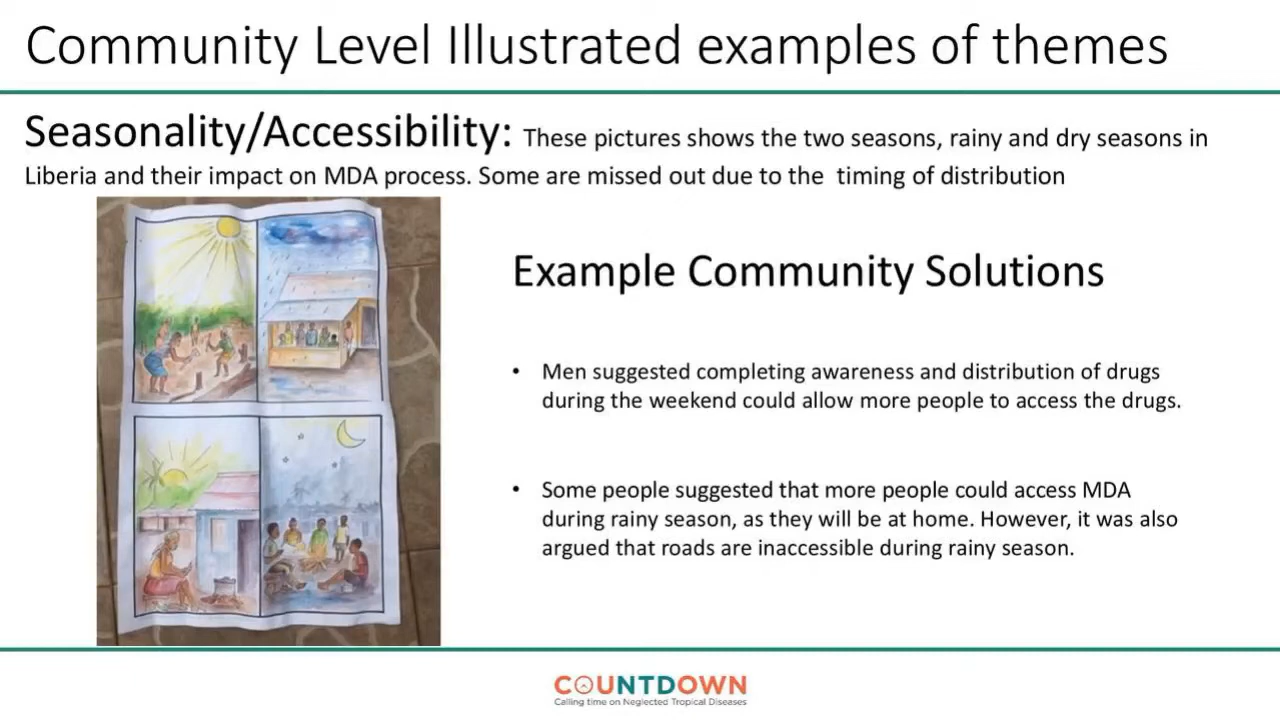 Community Level Illustrated examples of themes
Seasonality/Accessibility: These pictures shows the two seasons, rainy and dry seasons in
Liberia and their impact on MDA process. Some are missed out due to the timing of distribution
Example Community Solutions
• Men suggested completing awareness and distribution of drugs
during the weekend could allow more people to access the drugs.
• Some people suggested that more people could access MDA
during rainy season, as they will be at home. However, it was also
argued that roads are inaccessible during rainy season.
COUNTDOWN
Calling time on Neglected Tropical Diseases